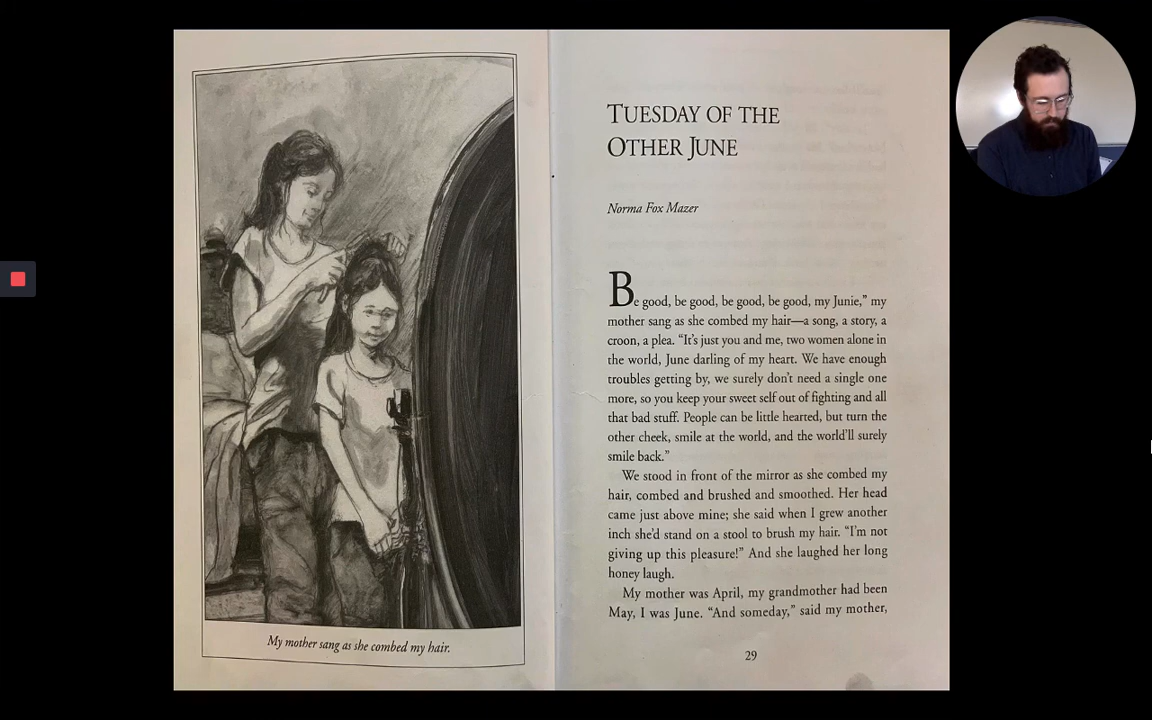 My mother sang as she combed my hair.
TUESDAY OF THE
OTHER JUNE
Norma Fox Mazer
Be good, be good, be good, be good, my Junie,” my
mother sang as she combed my hair—a song, a story, a
croon, a plea. “It’s just you and me, two women alone in
the world, June darling of my heart. We have enough
troubles getting by, we surely don’t need a single one
more, so you keep your sweet self out of fighting and all
that bad stuff. People can be little hearted, but turn the
other cheek, smile at the world, and the world’ll surely
smile back.”
We stood in front of the mirror as she combed my
hair, combed and brushed and smoothed. Her head
came just above mine; she said when I grew another
inch she’d stand on a stool to brush my hair. “I’m not
giving up this pleasure!” And she laughed her long
honey laugh.
My mother was April, my grandmother had been
May, I was June. “And someday,” said my mother,
29